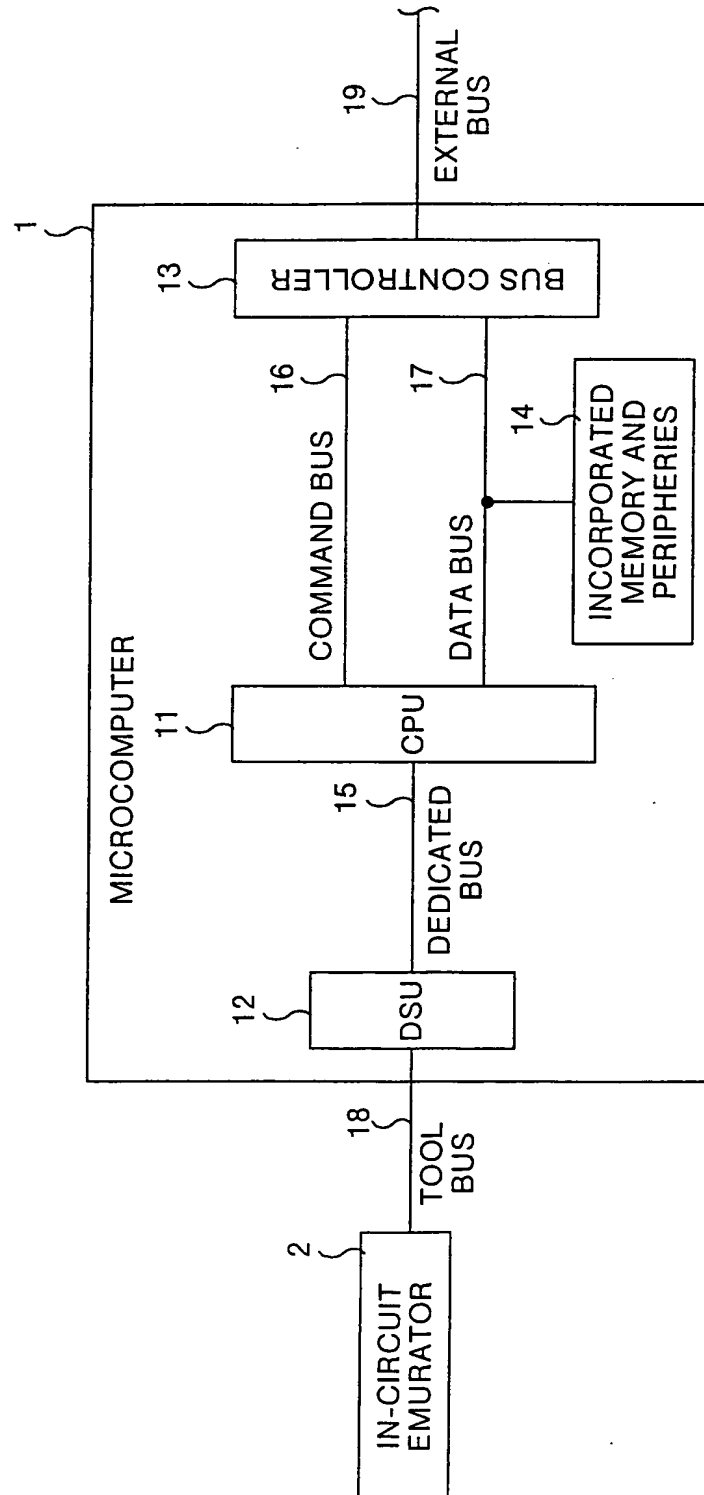 1
MICROCOMPUTER
2
IN-CIRCUIT
EMURATOR
18
TOOL
BUS
12
DSU
15
DEDICATED
BUS
11
CPU
COMMAND BUS
16
DATA BUS
17
13
BUS CONTROLLER
14
INCORPORATED
MEMORY AND
PERIPHERIES
19
EXTERNAL
BUS